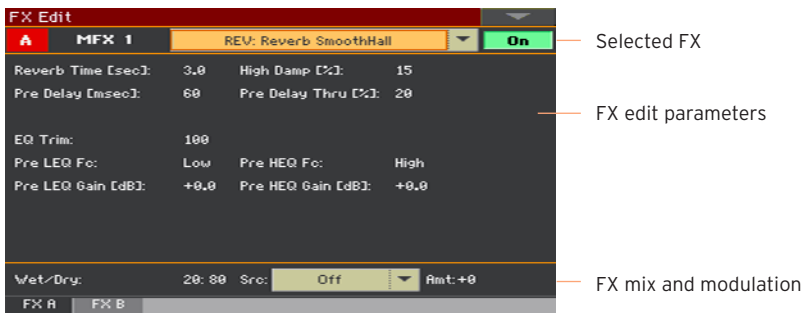 FX Edit
A MFX 1 REV: Reverb SmoothHall On
Selected FX
Reverb Time [sec]: 3.0 High Damp [%]: 15
Pre Delay [msec]: 60 Pre Delay Thru [%]: 20
FX edit parameters
EQ Trim: 100
Pre LEQ Fc: Low Pre HEQ Fc: High
Pre LEQ Gain [dB]: +0.0 Pre HEQ Gain [dB]: +0.0
Wet/Dry: 20: 80 Src: Off Amt:+0
FX mix and modulation
FX A FX B